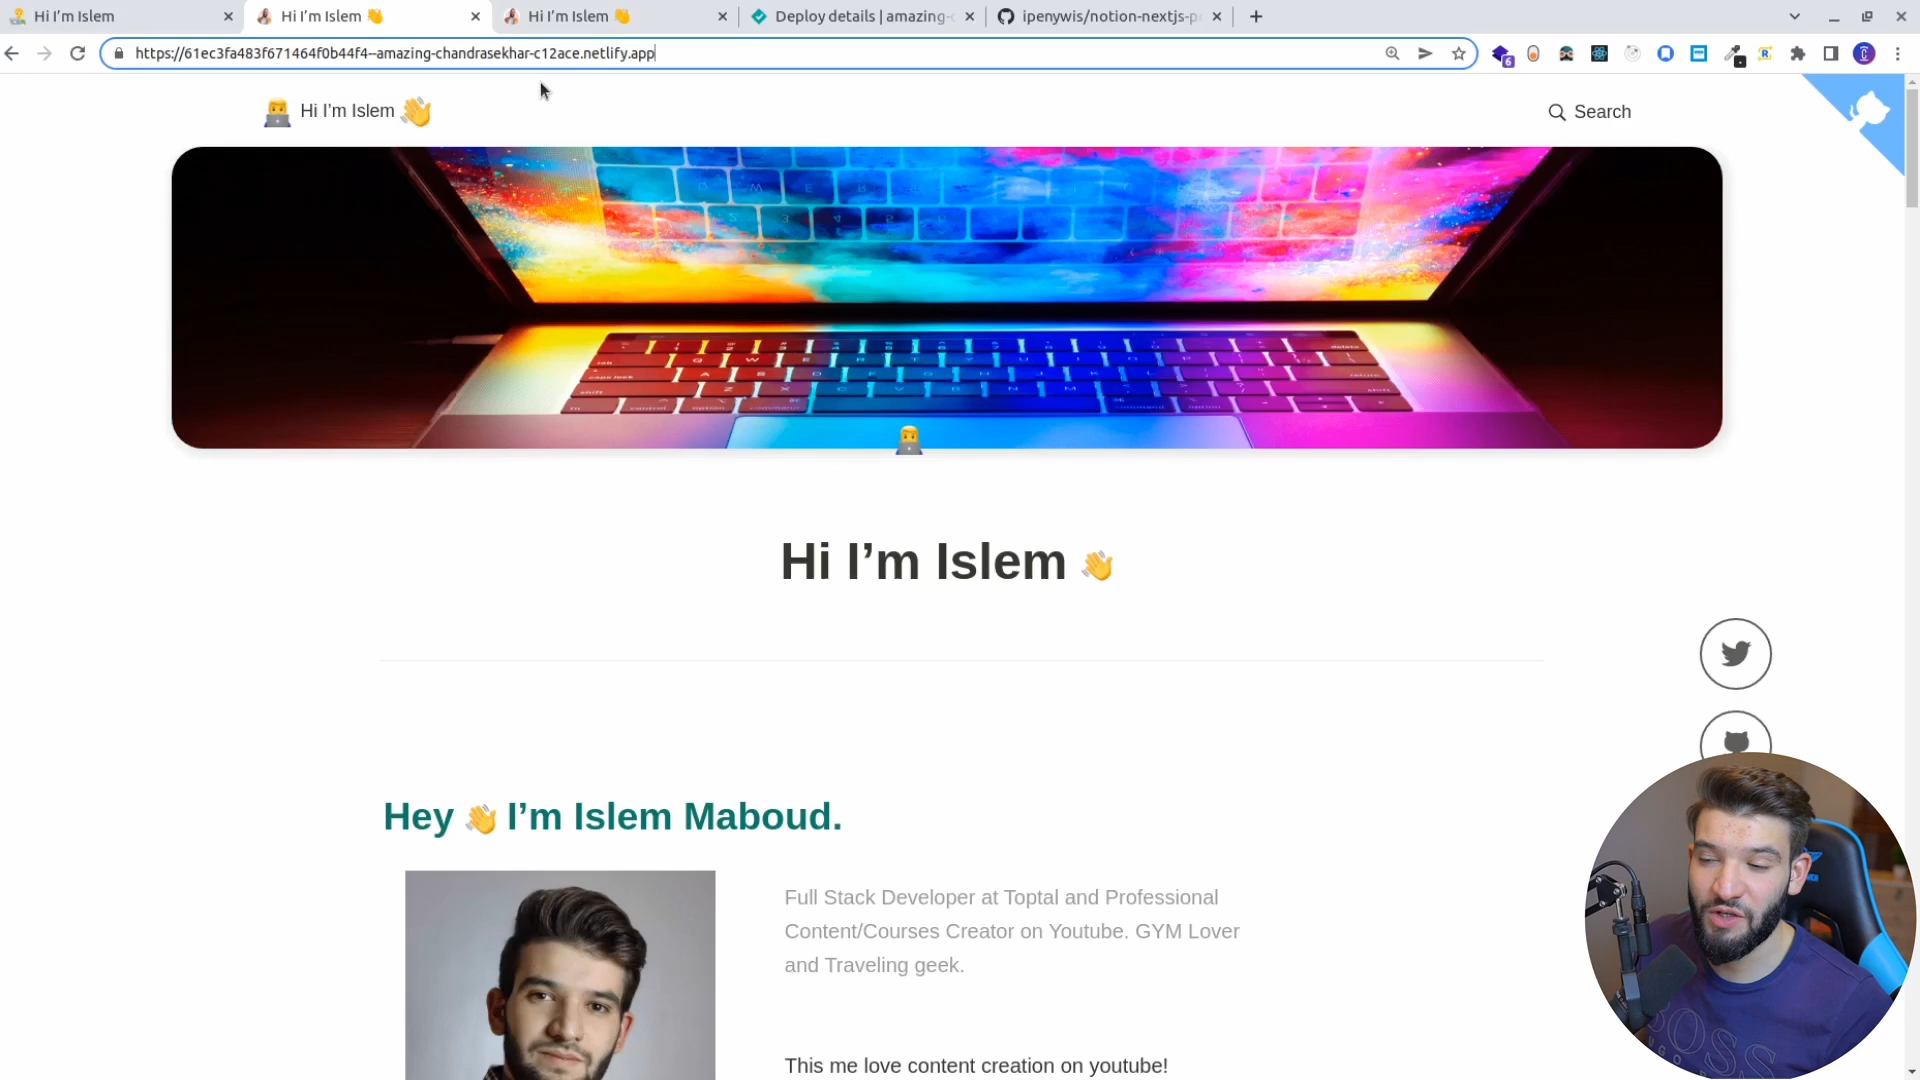 Hi I'm Islem
Hi I'm Islem 👋
Hi I'm Islem 👋
Deploy details | amazing-c
ipenywis/notion-nextjs-p
https://61ec3fa483f671464f0b44f4--amazing-chandrasekhar-c12ace.netlify.app
6
Hi I'm Islem 👋
Search
Hi I'm Islem 👋
Hey 👋 I'm Islem Maboud.
Full Stack Developer at Toptal and Professional
Content/Courses Creator on Youtube. GYM Lover
and Traveling geek.
This me love content creation on youtube!
BOSS